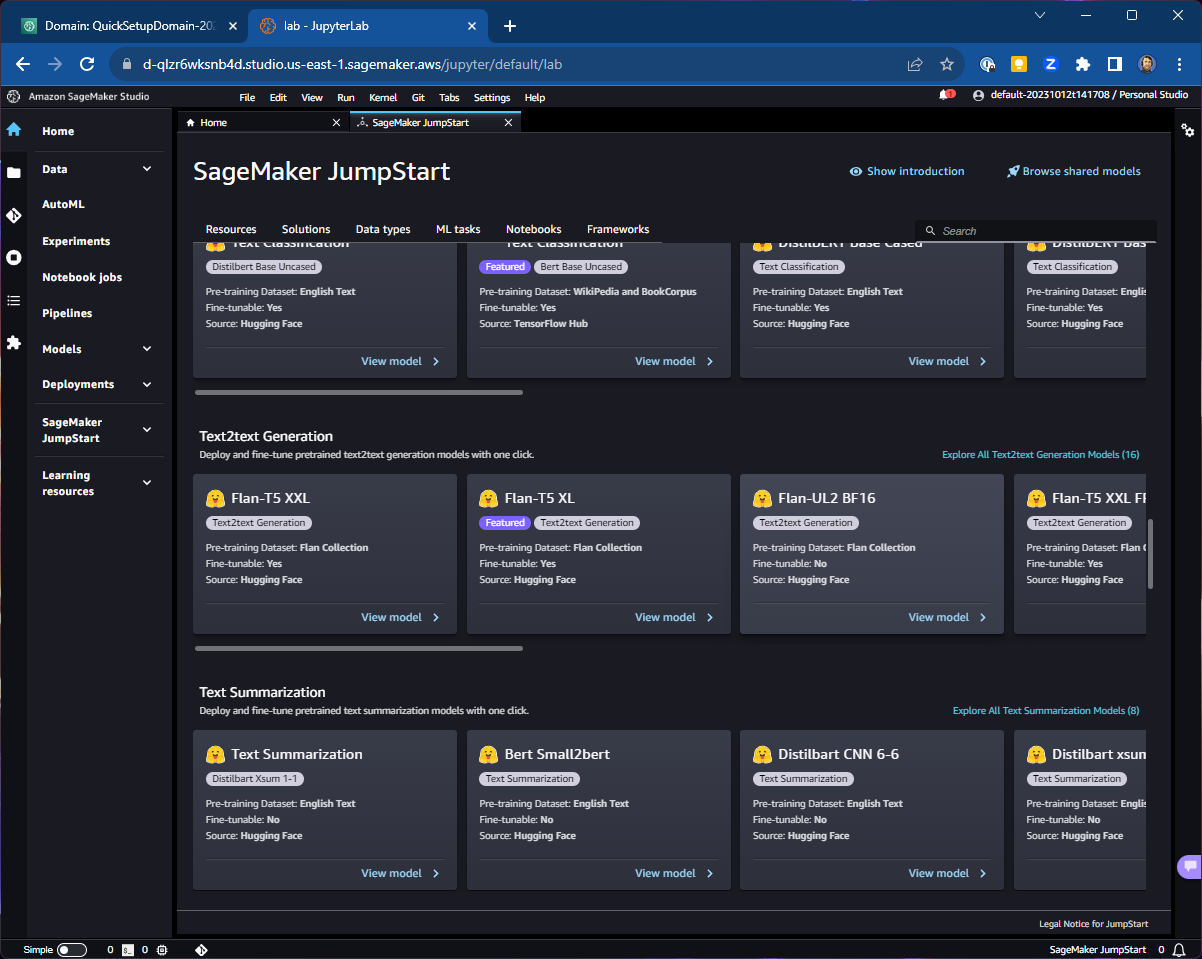 Domain: QuickSetupDomain-202
lab - JupyterLab
d-qlzr6wksnb4d.studio.us-east-1.sagemaker.aws/jupyter/default/lab
Amazon SageMaker Studio
File Edit View Run Kernel Git Tabs Settings Help
1
default-20231012t141708 / Personal Studio
Home
SageMaker JumpStart
Home
Data
AutoML
Experiments
Notebook jobs
Pipelines
Models
Deployments
SageMaker
JumpStart
Learning
resources
SageMaker JumpStart
Show introduction
Browse shared models
Resources Solutions Data types ML tasks Notebooks Frameworks
Search
Text Classification
Distilbert Base Uncased
Pre-training Dataset: English Text
Fine-tunable: Yes
Source: Hugging Face
View model
Text Classification
Featured Bert Base Uncased
Pre-training Dataset: WikiPedia and BookCorpus
Fine-tunable: Yes
Source: TensorFlow Hub
View model
DistilBERT Base Cased
Text Classification
Pre-training Dataset: English Text
Fine-tunable: Yes
Source: Hugging Face
View model
DistilBERT Bas
Text Classification
Pre-training Dataset: Englis
Fine-tunable: Yes
Source: Hugging Face
Text2text Generation
Deploy and fine-tune pretrained text2text generation models with one click.
Explore All Text2text Generation Models (16)
Flan-T5 XXL
Text2text Generation
Pre-training Dataset: Flan Collection
Fine-tunable: Yes
Source: Hugging Face
View model
Flan-T5 XL
Featured Text2text Generation
Pre-training Dataset: Flan Collection
Fine-tunable: Yes
Source: Hugging Face
View model
Flan-UL2 BF16
Text2text Generation
Pre-training Dataset: Flan Collection
Fine-tunable: No
Source: Hugging Face
View model
Flan-T5 XXL FP
Text2text Generation
Pre-training Dataset: Flan C
Fine-tunable: Yes
Source: Hugging Face
Text Summarization
Deploy and fine-tune pretrained text summarization models with one click.
Explore All Text Summarization Models (8)
Text Summarization
Distilbart Xsum 1-1
Pre-training Dataset: English Text
Fine-tunable: No
Source: Hugging Face
View model
Bert Small2bert
Text Summarization
Pre-training Dataset: English Text
Fine-tunable: No
Source: Hugging Face
View model
Distilbart CNN 6-6
Text Summarization
Pre-training Dataset: English Text
Fine-tunable: No
Source: Hugging Face
View model
Distilbart xsum
Text Summarization
Pre-training Dataset: Englis
Fine-tunable: No
Source: Hugging Face
Legal Notice for JumpStart
Simple 0 0
SageMaker JumpStart 0